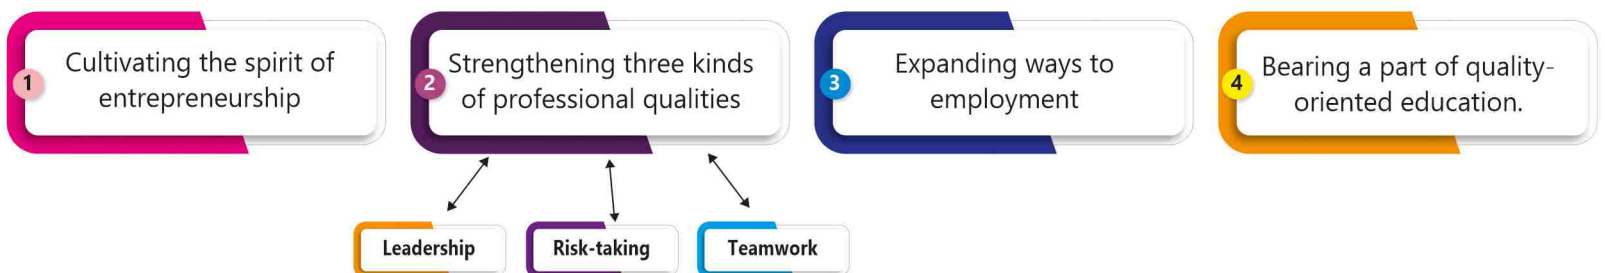 1
Cultivating the spirit of
entrepreneurship
2
Strengthening three kinds
of professional qualities
3
Expanding ways to
employment
4
Bearing a part of quality-
oriented education.
Leadership
Risk-taking
Teamwork